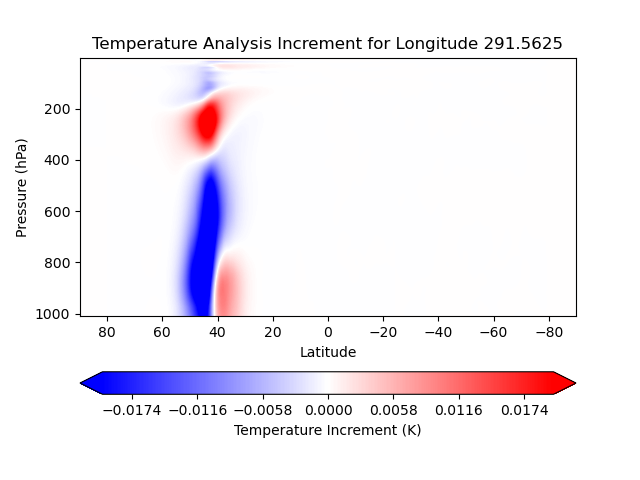 Temperature Analysis Increment for Longitude 291.5625
Pressure (hPa)
200
400
600
800
1000
80 60 40 20 0 −20 −40 −60 −80
Latitude
−0.0174 −0.0116 −0.0058 0.0000 0.0058 0.0116 0.0174
Temperature Increment (K)